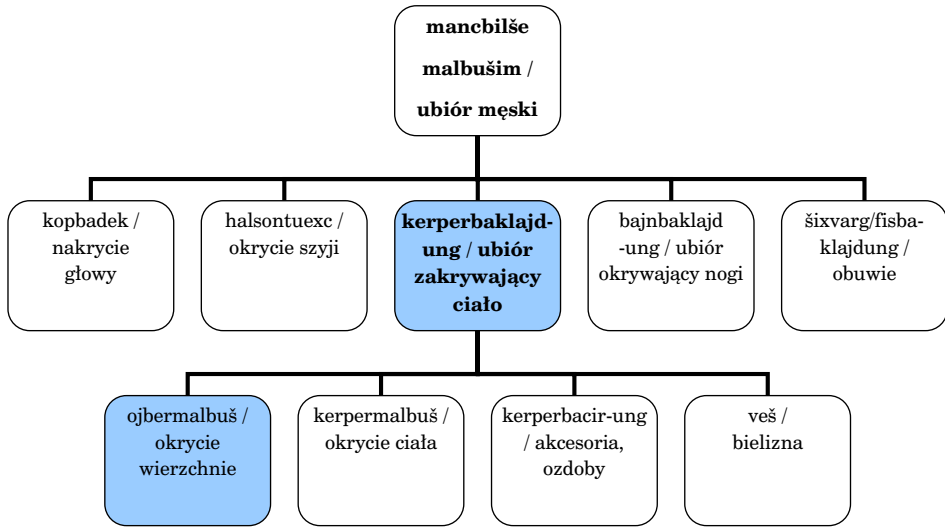 mancbilše
malbušim /
ubiór męski
kopbadek /
nakrycie
głowy
halsontuexc /
okrycie szyji
kerperbaklajd-
ung / ubiór
zakrywający
ciało
bajnbaklajd
-ung / ubiór
okrywający nogi
šixvarg/fisba-
klajdung /
obuwie
ojbermalbuš /
okrycie
wierzchnie
kerpermalbuš /
okrycie ciała
kerperbacir-ung
/ akcesoria,
ozdoby
veš /
bielizna